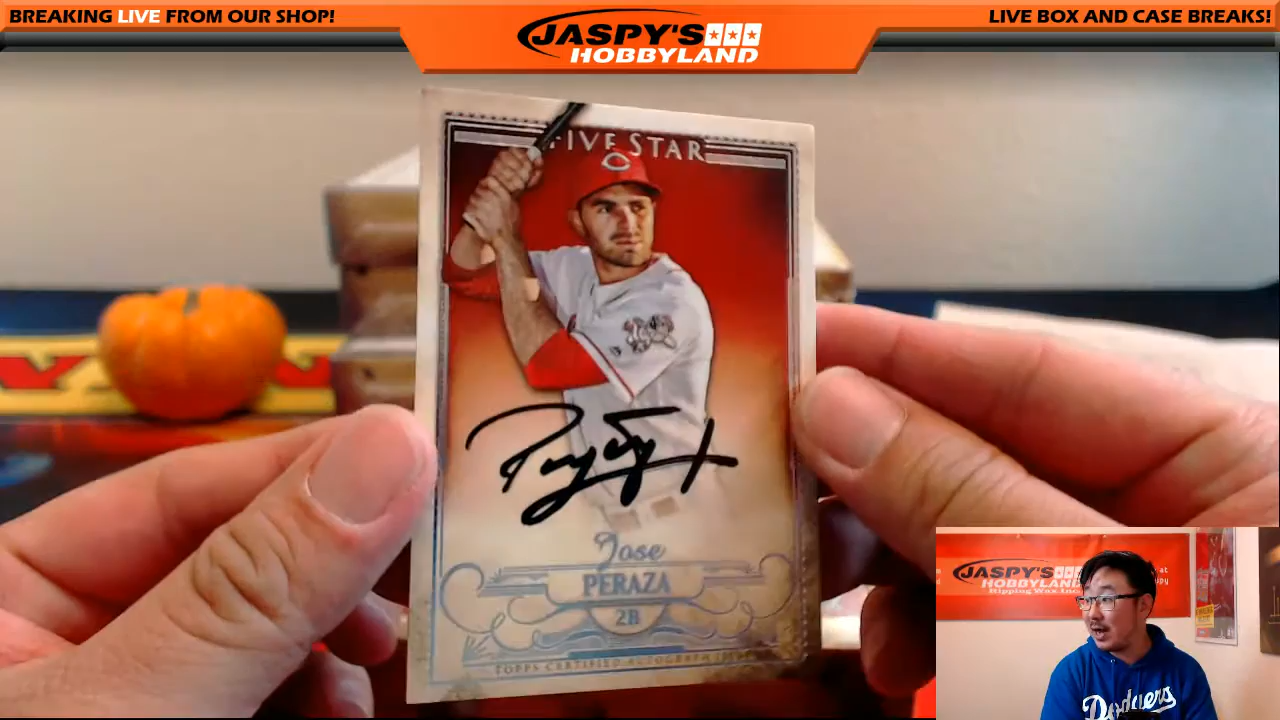 BREAKING LIVE FROM OUR SHOP!
JASPY'S
HOBBYLAND
LIVE BOX AND CASE BREAKS!
FIVE STAR
Jose
PERAZA
2B
TOPPS CERTIFIED AUTOGRAPH ISSUE
JASPY'S
HOBBYLAND
Ripping Wax Inc.
Dodgers